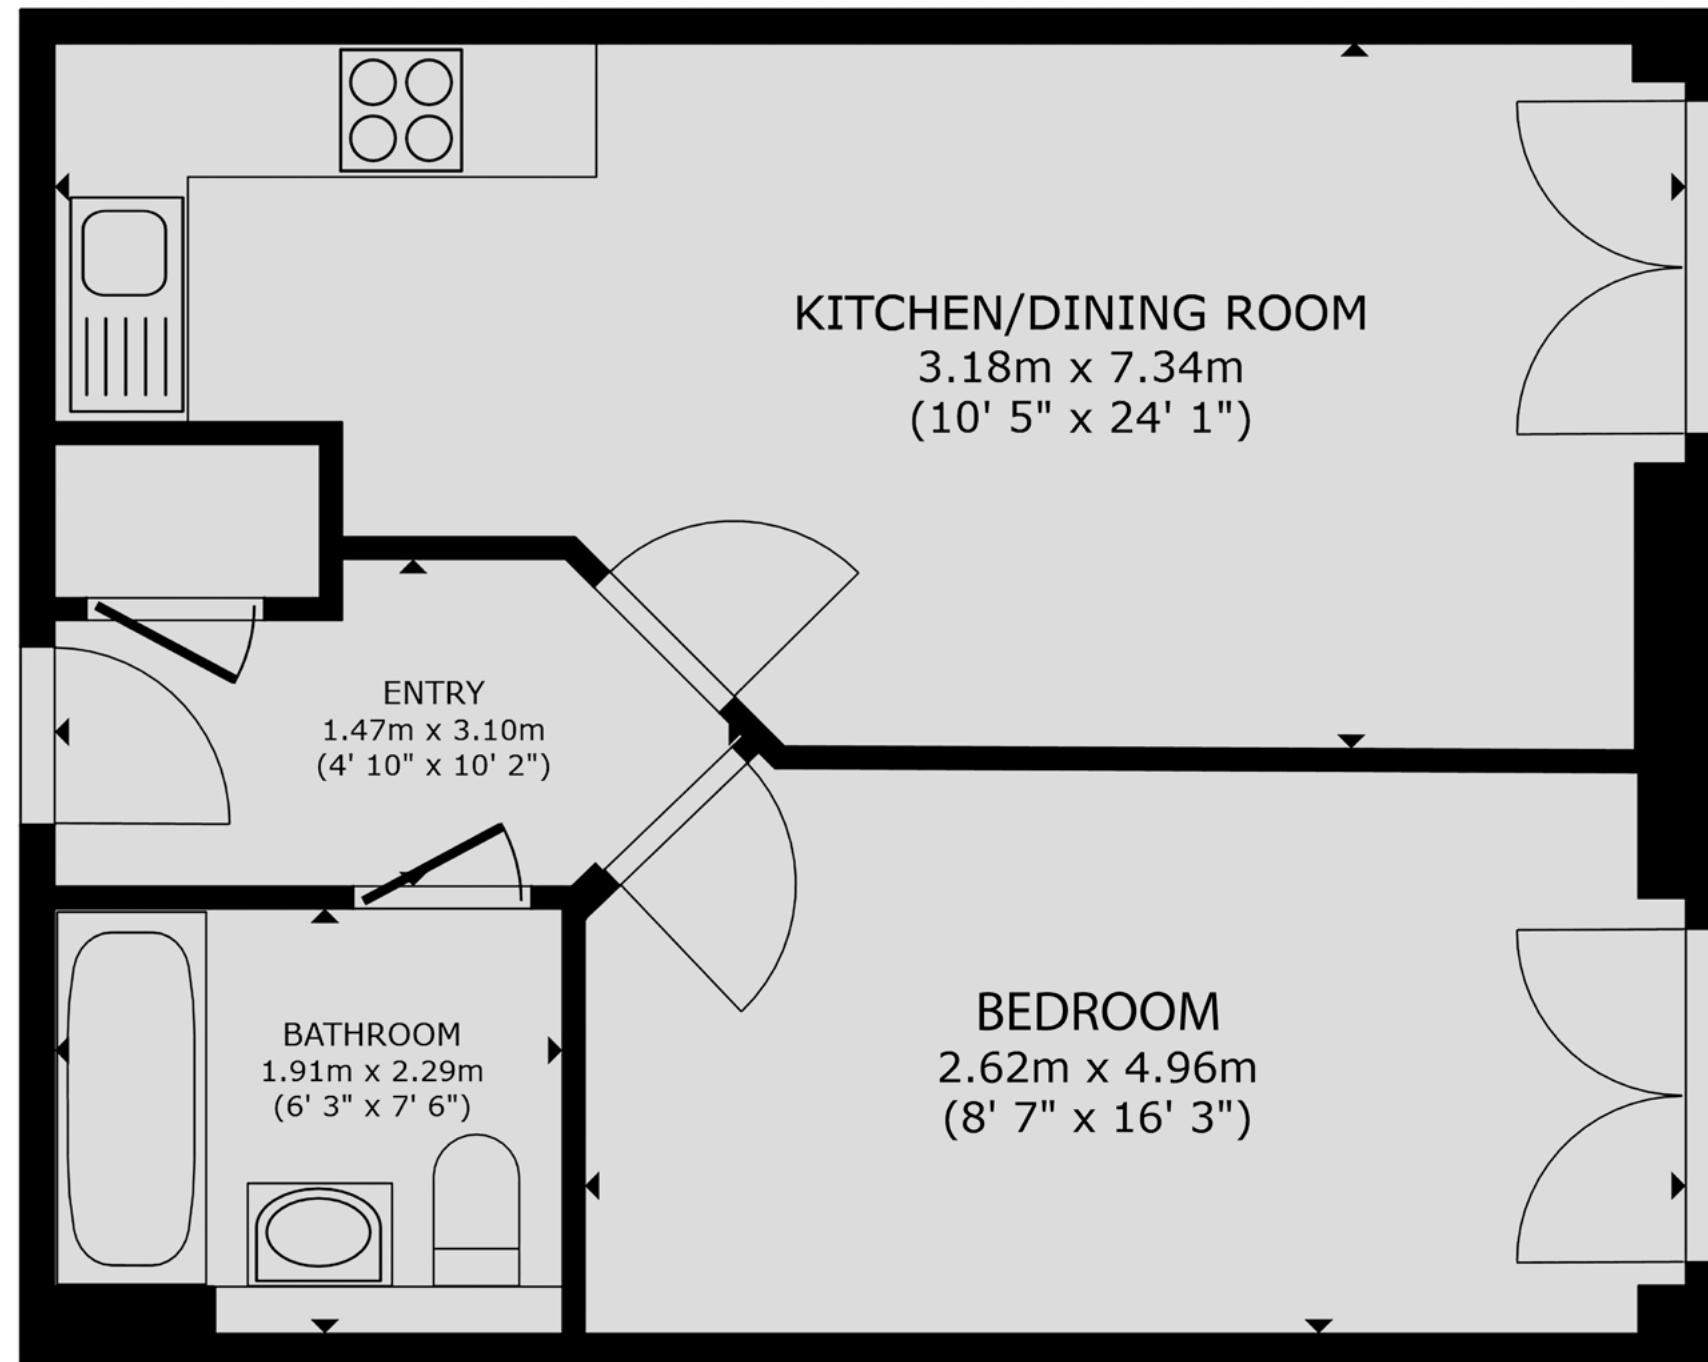 KITCHEN/DINING ROOM
3.18m x 7.34m
(10' 5" x 24' 1")
ENTRY
1.47m x 3.10m
(4' 10" x 10' 2")
BATHROOM
1.91m x 2.29m
(6' 3" x 7' 6")
BEDROOM
2.62m x 4.96m
(8' 7" x 16' 3")